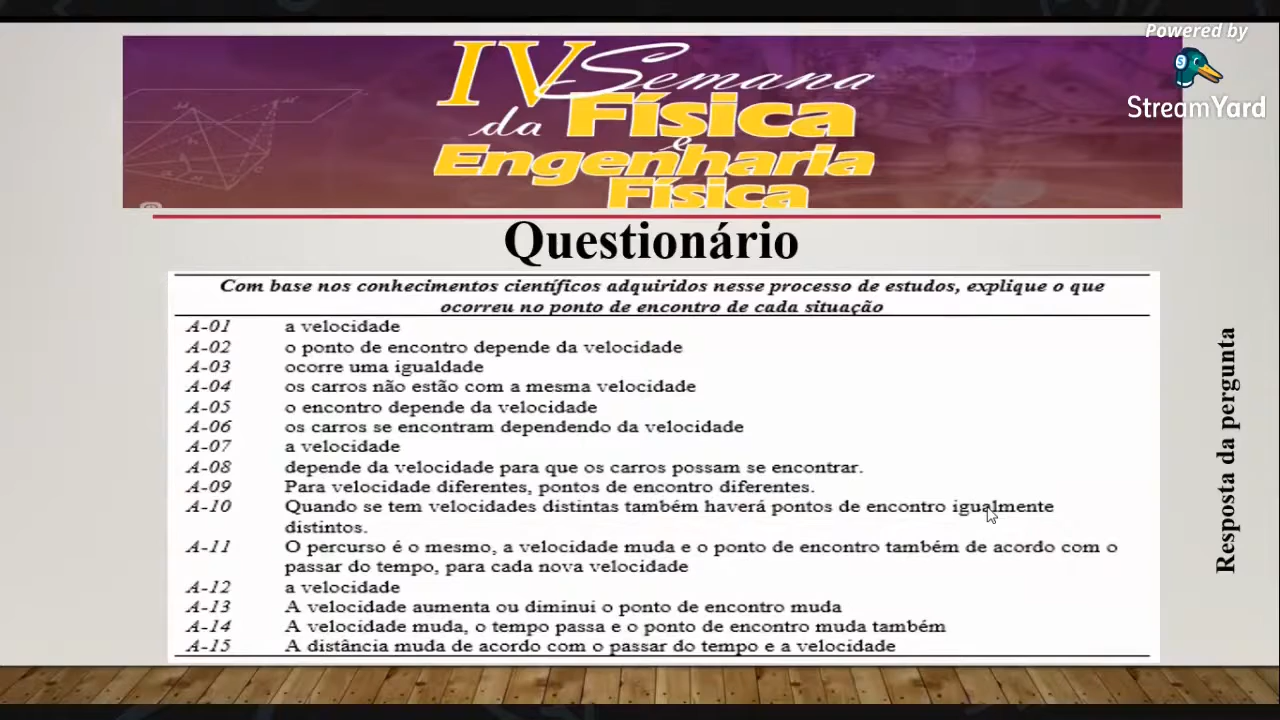 Powered by
StreamYard
IV Semana
da Física
e
Engenharia
Física
Questionário
Com base nos conhecimentos científicos adquiridos nesse processo de estudos, explique o que
ocorreu no ponto de encontro de cada situação
A-01 a velocidade
A-02 o ponto de encontro depende da velocidade
A-03 ocorre uma igualdade
A-04 os carros não estão com a mesma velocidade
A-05 o encontro depende da velocidade
A-06 os carros se encontram dependendo da velocidade
A-07 a velocidade
A-08 depende da velocidade para que os carros possam se encontrar.
A-09 Para velocidade diferentes, pontos de encontro diferentes.
A-10 Quando se tem velocidades distintas também haverá pontos de encontro igualmente
distintos.
A-11 O percurso é o mesmo, a velocidade muda e o ponto de encontro também de acordo com o
passar do tempo, para cada nova velocidade
A-12 a velocidade
A-13 A velocidade aumenta ou diminui o ponto de encontro muda
A-14 A velocidade muda, o tempo passa e o ponto de encontro muda também
A-15 A distância muda de acordo com o passar do tempo e a velocidade
Resposta da pergunta